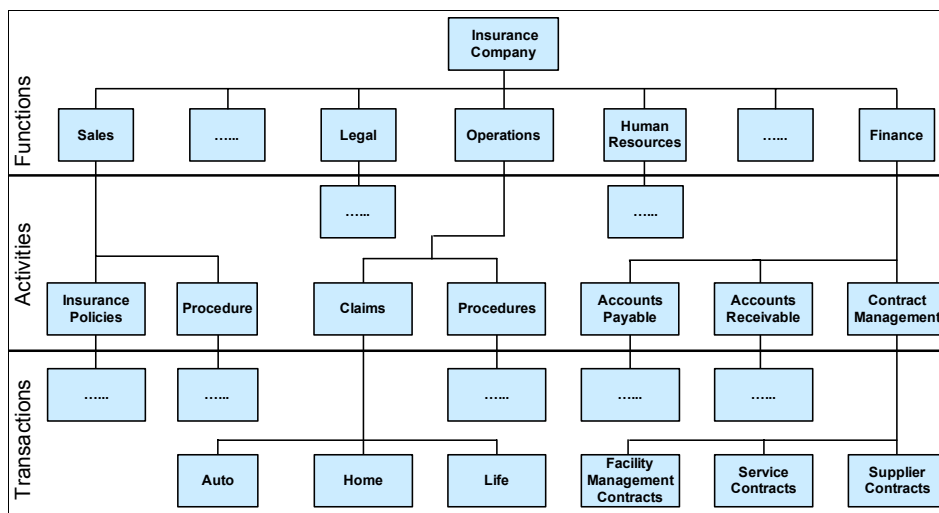 Insurance
Company
Functions
Sales
…...
Legal
Operations
Human
Resources
…...
Finance
Activities
…...
…...
Insurance
Policies
Procedure
Claims
Procedures
Accounts
Payable
Accounts
Receivable
Contract
Management
Transactions
…...
…...
…...
…...
…...
Auto
Home
Life
Facility
Management
Contracts
Service
Contracts
Supplier
Contracts